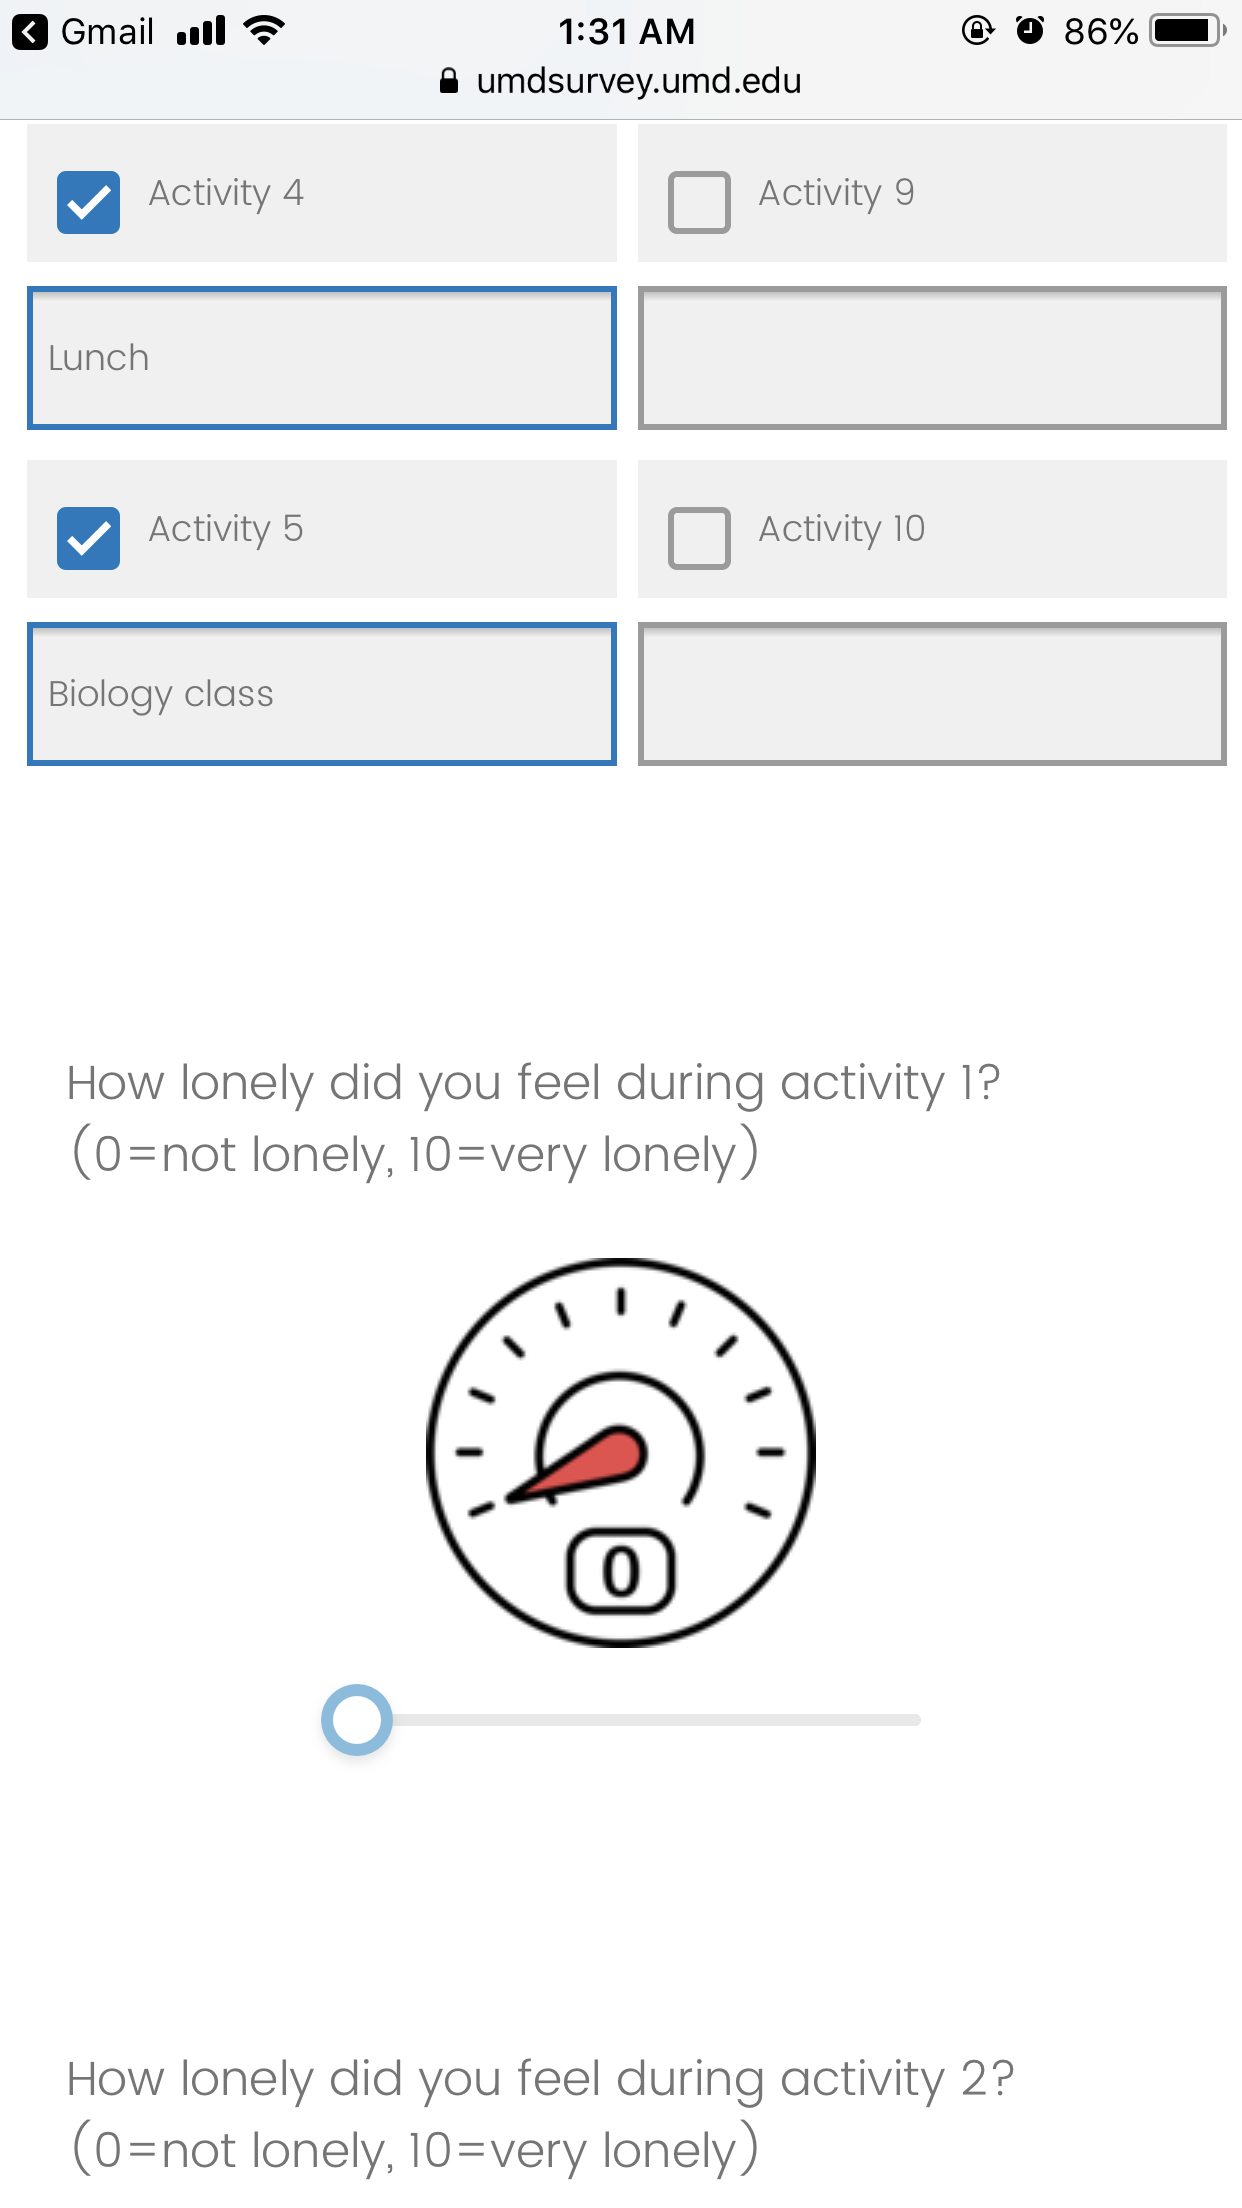 Gmail 1:31 AM 86%
umdsurvey.umd.edu
Activity 4 Activity 9
Lunch
Activity 5 Activity 10
Biology class
How lonely did you feel during activity 1?
(0=not lonely, 10=very lonely)
0
How lonely did you feel during activity 2?
(0=not lonely, 10=very lonely)